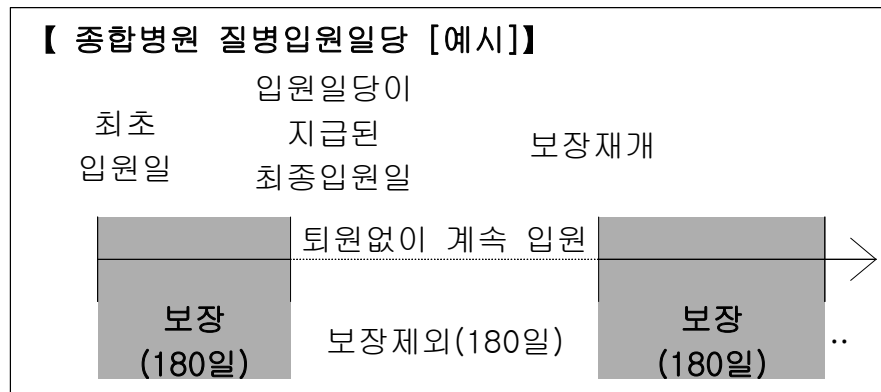 【 종합병원 질병입원일당 [예시]】
최초
입원일
입원일당이
지급된
최종입원일
보장재개
퇴원없이 계속 입원
보장
(180일)
보장제외(180일)
보장
(180일)
..